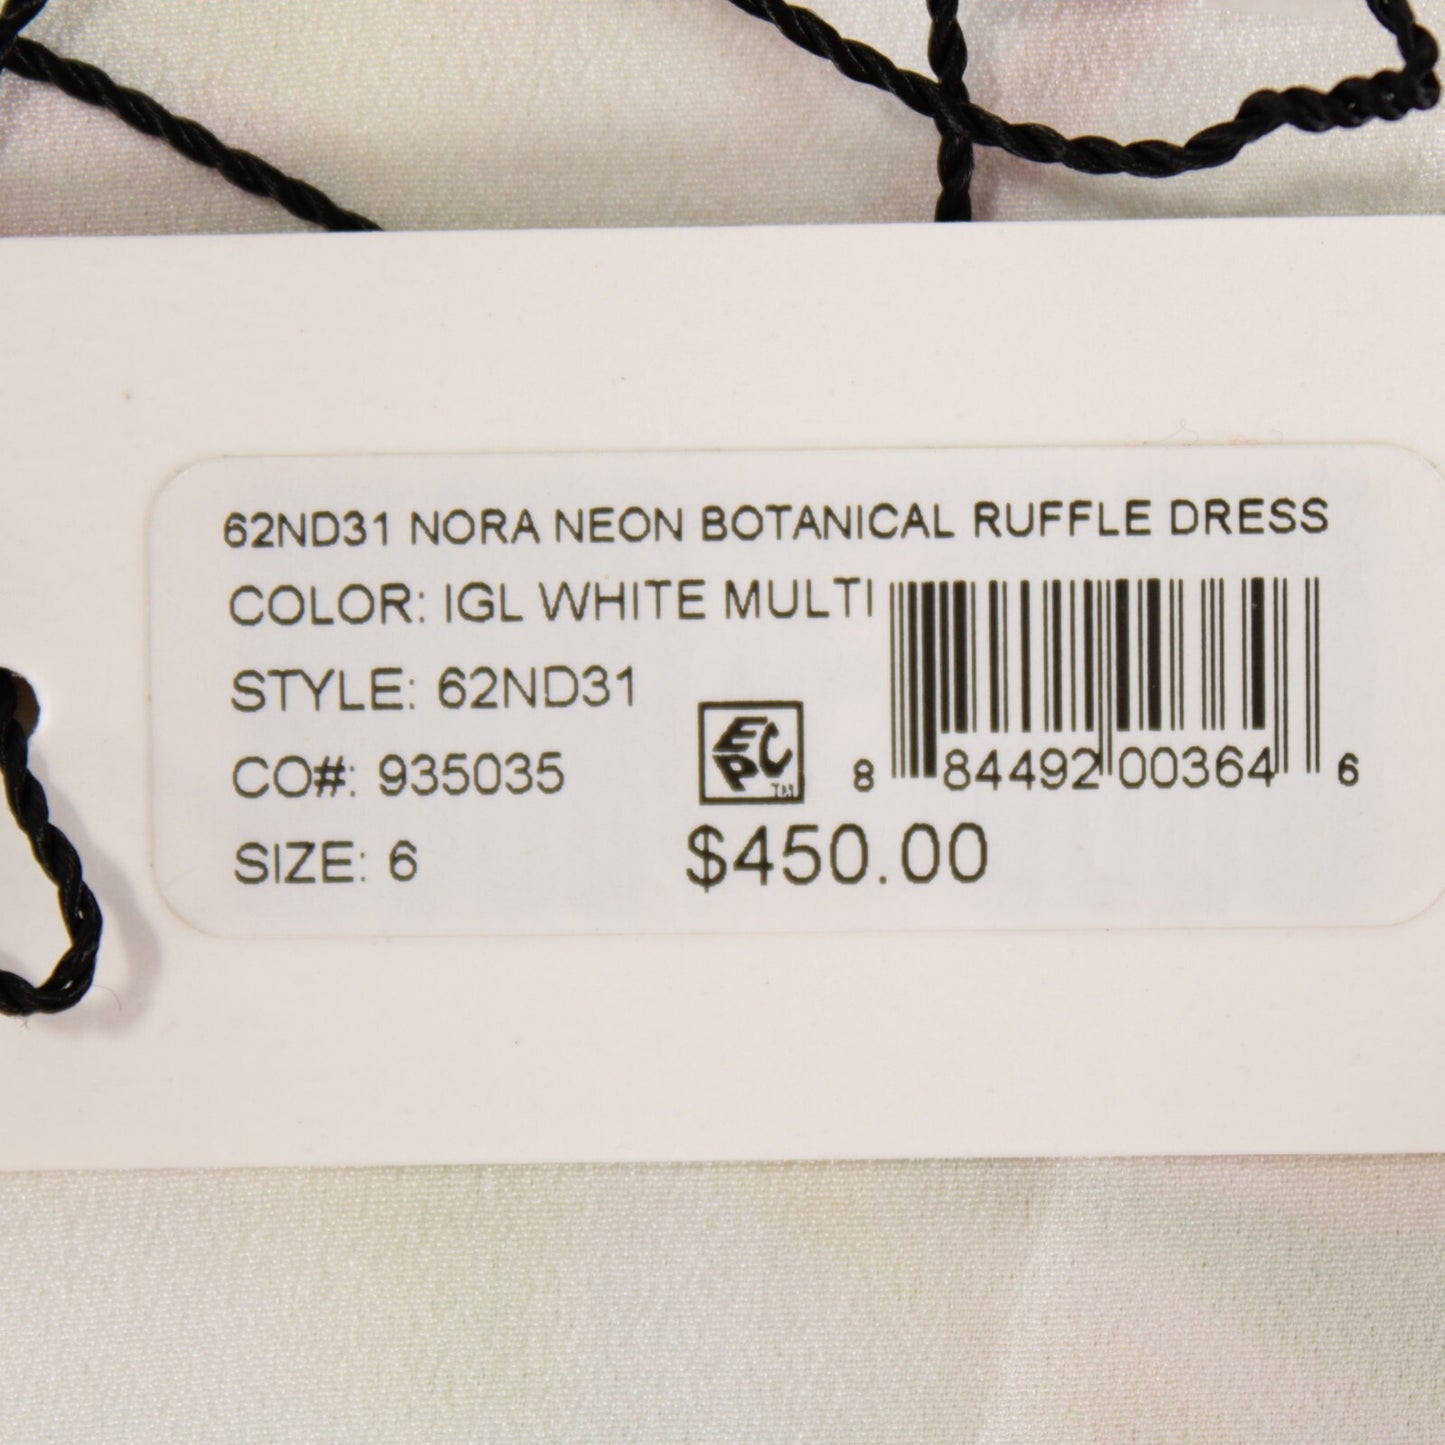 62ND31 NORA NEON BOTANICAL RUFFLE DRESS
COLOR: IGL WHITE MULTI
STYLE: 62ND31
CO#: 935035
EPC TM
8 84492 00364 6
SIZE: 6
$450.00